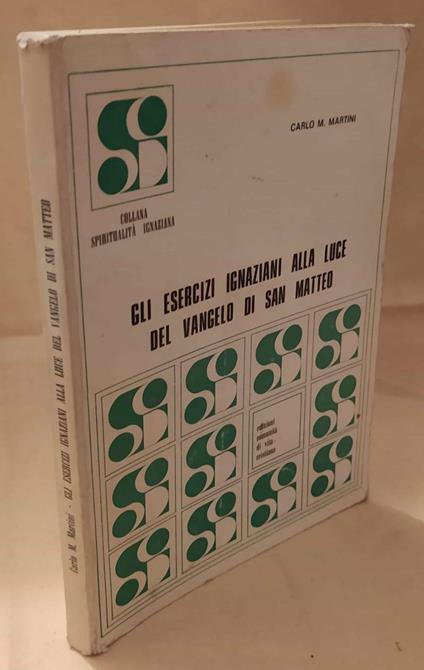 CARLO M. MARTINI
COLLANA
SPIRITUALITÀ IGNAZIANA
GLI ESERCIZI IGNAZIANI ALLA LUCE
DEL VANGELO DI SAN MATTEO
edizioni
comunità
di vita
cristiana
Carlo M. Martini - GLI ESERCIZI IGNAZIANI ALLA LUCE DEL VANGELO DI SAN MATTEO